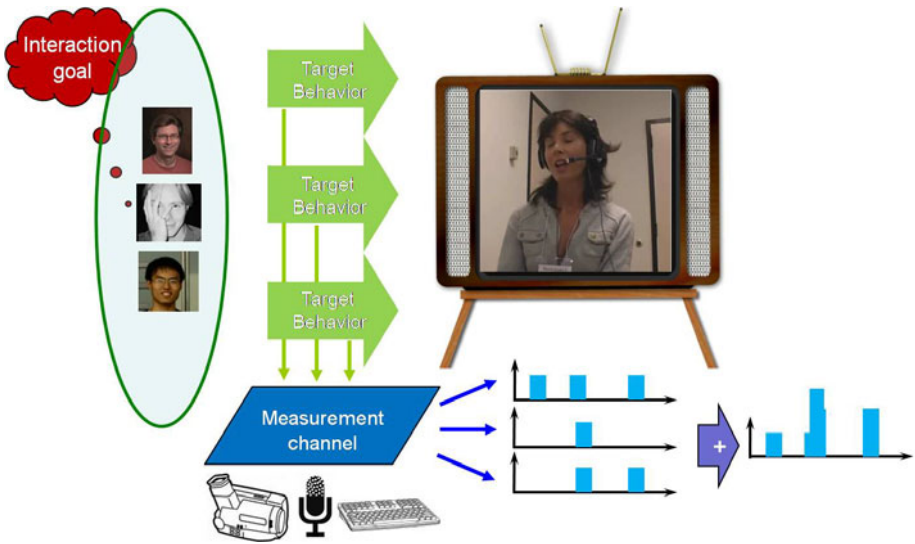 Interaction
goal
Target
Behavior
Target
Behavior
Target
Behavior
Measurement
channel
+